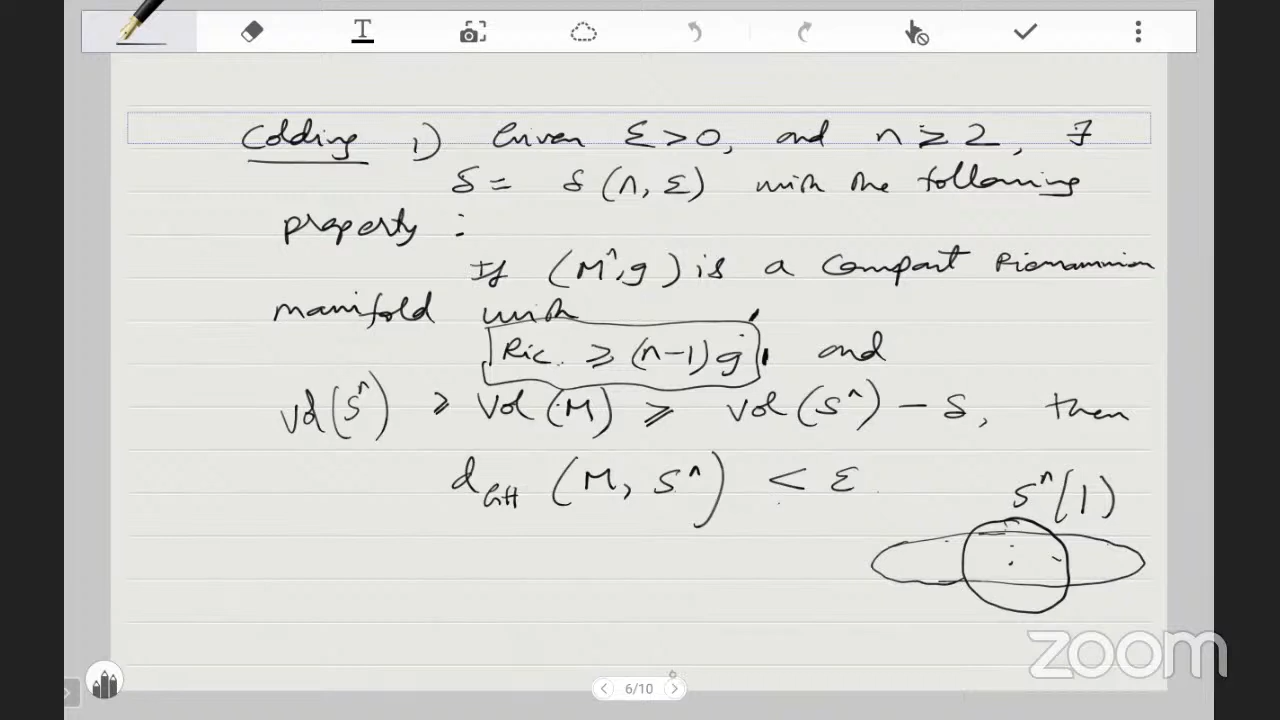 T
Colding 1) Given ε > 0, and n ≥ 2, ∃
δ = δ (n, ε) with the following
property :
If (Mⁿ, g) is a compact Riemannian
manifold with
Ric ≥ (n-1) g, and
Vol(Sⁿ) ≥ Vol (M) ≥ Vol (Sⁿ) - δ, then
d_GH (M, Sⁿ) < ε
Sⁿ(1)
zoom
6/10